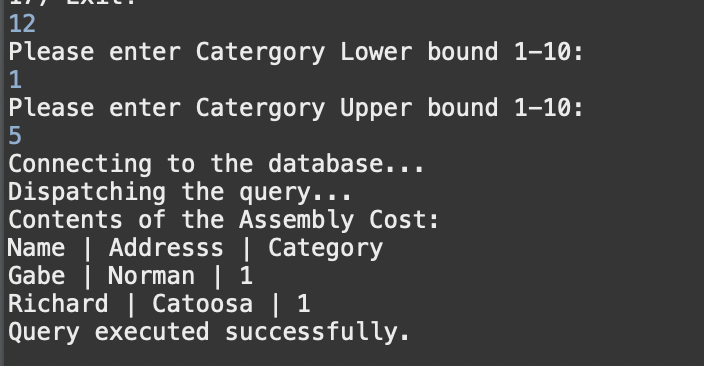 17) Exit!
12
Please enter Catergory Lower bound 1-10:
1
Please enter Catergory Upper bound 1-10:
5
Connecting to the database...
Dispatching the query...
Contents of the Assembly Cost:
Name | Addresss | Category
Gabe | Norman | 1
Richard | Catoosa | 1
Query executed successfully.